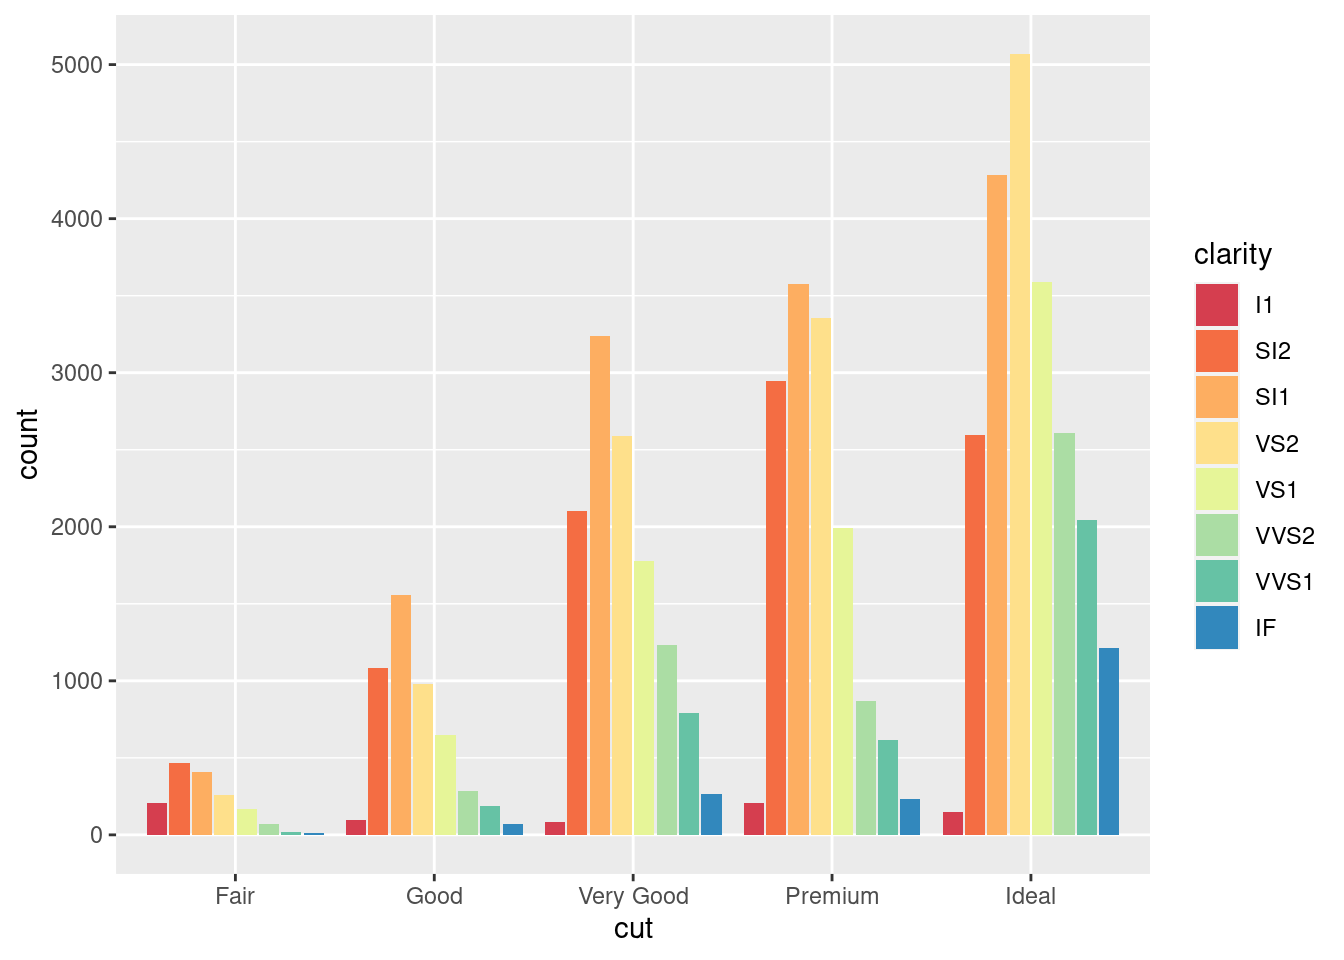 5000
4000
3000
2000
1000
0
count
Fair Good Very Good Premium Ideal
cut
clarity
I1
SI2
SI1
VS2
VS1
VVS2
VVS1
IF